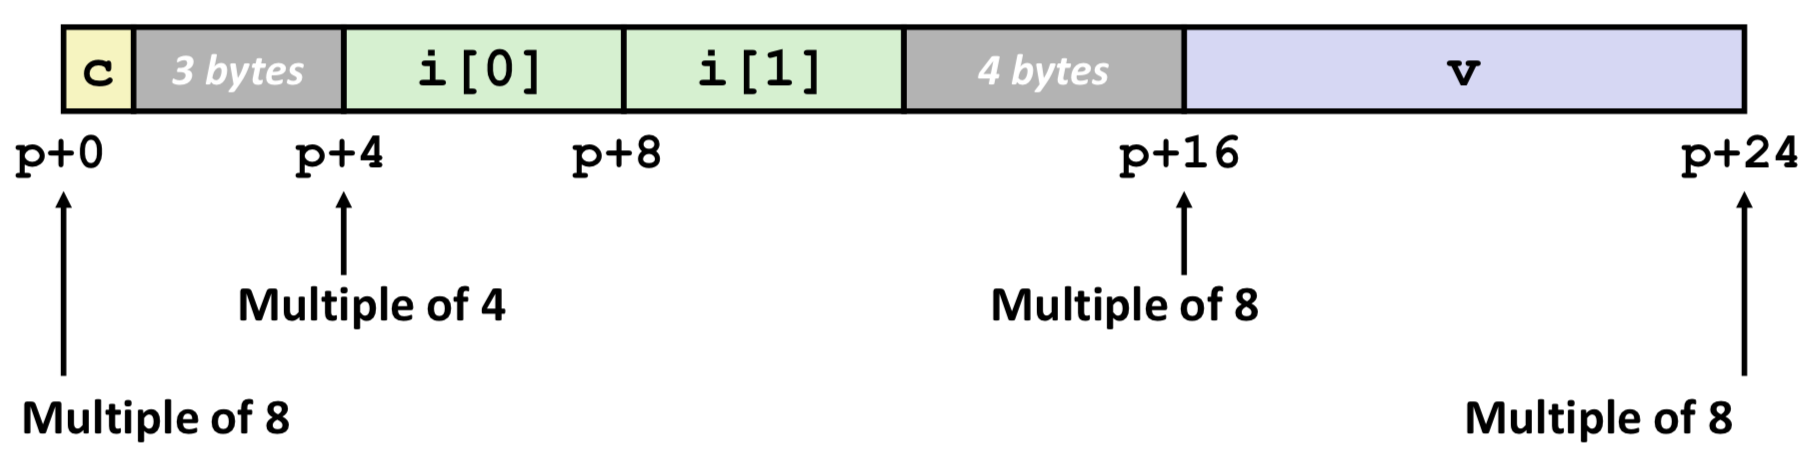 c 3 bytes i[0] i[1] 4 bytes v
p+0 p+4 p+8 p+16 p+24
Multiple of 4 Multiple of 8
Multiple of 8 Multiple of 8